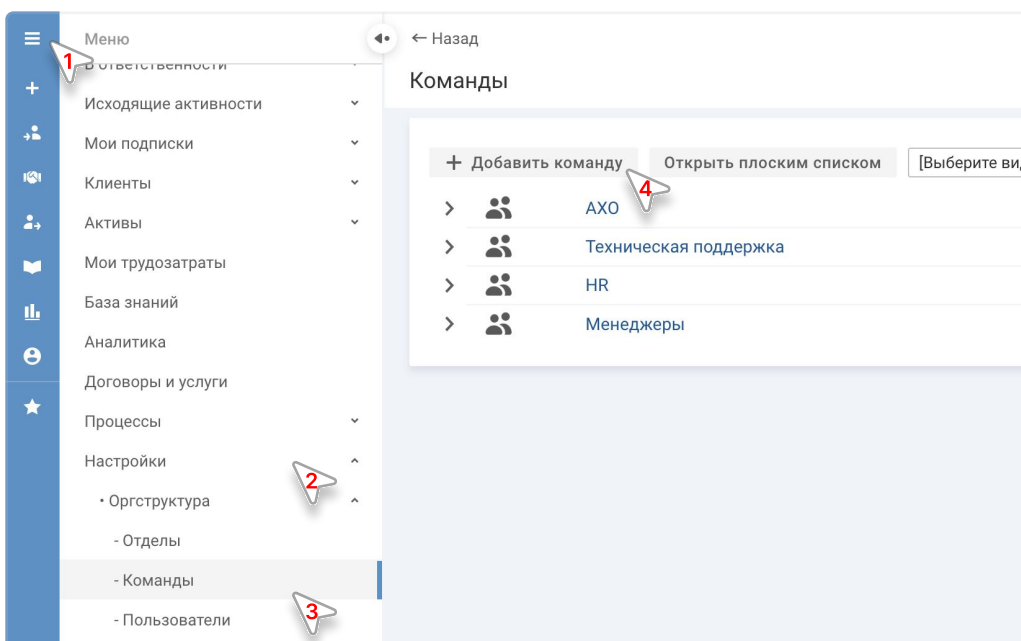 Меню
1
В ответственности
Исходящие активности
Мои подписки
Клиенты
Активы
Мои трудозатраты
База знаний
Аналитика
Договоры и услуги
Процессы
Настройки
2
• Оргструктура
- Отделы
- Команды
3
- Пользователи
← Назад
Команды
+ Добавить команду
4
Открыть плоским списком
[Выберите ви
АХО
Техническая поддержка
HR
Менеджеры